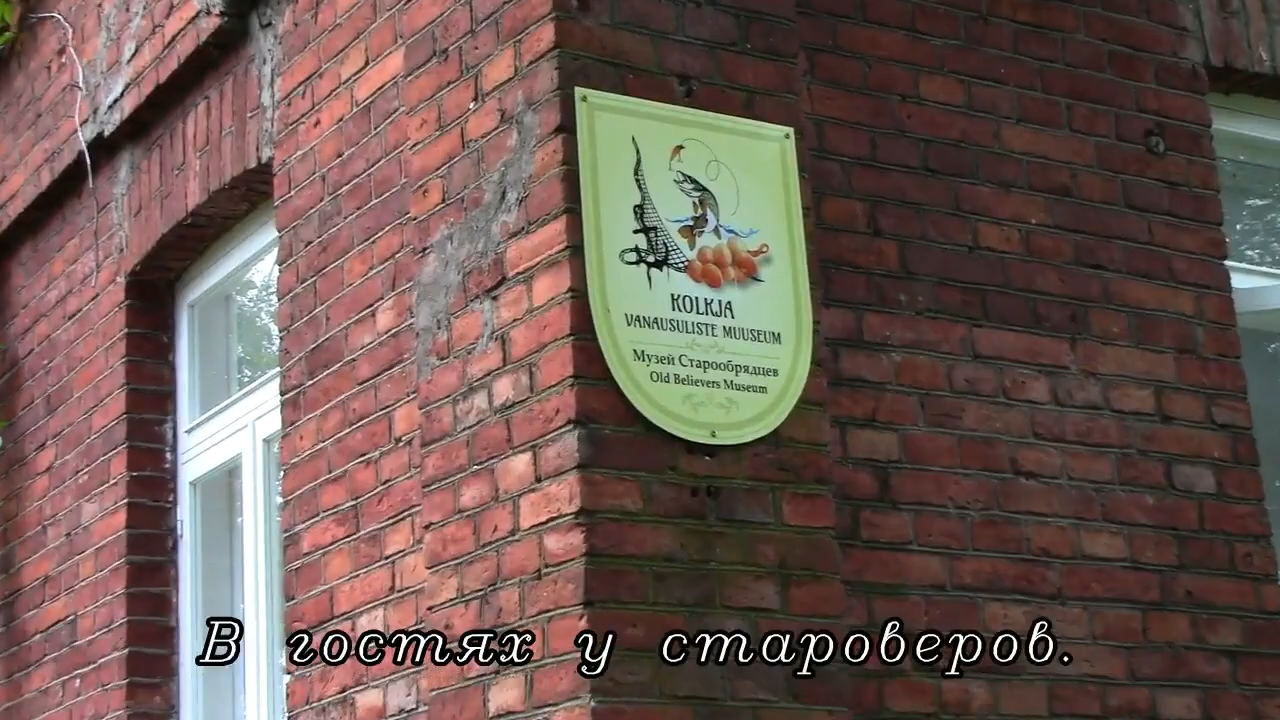 KOLKJA
VANAUSULISTE MUUSEUM
Музей Старообрядцев
Old Believers Museum
В гостях у староверов.